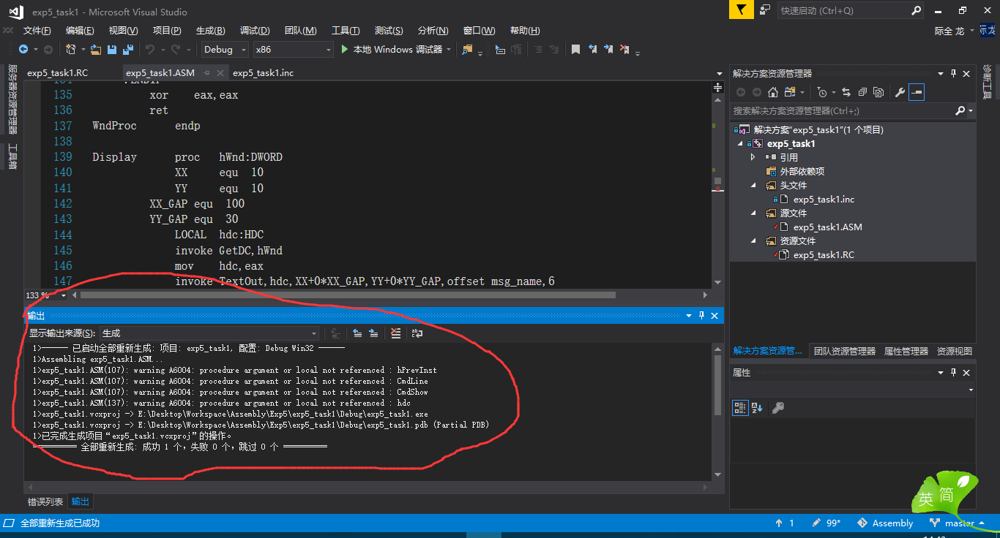 exp5_task1 - Microsoft Visual Studio
快速启动 (Ctrl+Q)
文件(F) 编辑(E) 视图(V) 项目(P) 生成(B) 调试(D) 团队(M) 工具(T) 测试(S) 分析(N) 窗口(W) 帮助(H)
际全 龙 际龙
Debug x86 本地 Windows 调试器
服务器资源管理器
工具箱
exp5_task1.RC exp5_task1.ASM exp5_task1.inc
135 xor eax,eax
136 ret
137 WndProc endp
138
139 Display proc hWnd:DWORD
140 XX equ 10
141 YY equ 10
142 XX_GAP equ 100
143 YY_GAP equ 30
144 LOCAL hdc:HDC
145 invoke GetDC,hWnd
146 mov hdc,eax
147 invoke TextOut,hdc,XX+0*XX_GAP,YY+0*YY_GAP,offset msg_name,6
133 %
输出
显示输出来源(S): 生成
1>------ 已启动全部重新生成: 项目: exp5_task1, 配置: Debug Win32 ------
1>Assembling exp5_task1.ASM...
1>exp5_task1.ASM(107): warning A6004: procedure argument or local not referenced : hPrevInst
1>exp5_task1.ASM(107): warning A6004: procedure argument or local not referenced : CmdLine
1>exp5_task1.ASM(107): warning A6004: procedure argument or local not referenced : CmdShow
1>exp5_task1.ASM(137): warning A6004: procedure argument or local not referenced : hdc
1>exp5_task1.vcxproj -> E:\Desktop\Workspace\Assembly\Exp5\exp5_task1\Debug\exp5_task1.exe
1>exp5_task1.vcxproj -> E:\Desktop\Workspace\Assembly\Exp5\exp5_task1\Debug\exp5_task1.pdb (Partial PDB)
1>已完成生成项目“exp5_task1.vcxproj”的操作。
========== 全部重新生成: 成功 1 个，失败 0 个，跳过 0 个 ==========
错误列表 输出
解决方案资源管理器
搜索解决方案资源管理器(Ctrl+;)
解决方案"exp5_task1"(1 个项目)
exp5_task1
引用
外部依赖项
头文件
exp5_task1.inc
源文件
exp5_task1.ASM
资源文件
exp5_task1.RC
解决方案资源管... 团队资源管理器 属性管理器 资源视图
属性
诊断工具
英 简
全部重新生成已成功
1 99* Assembly master